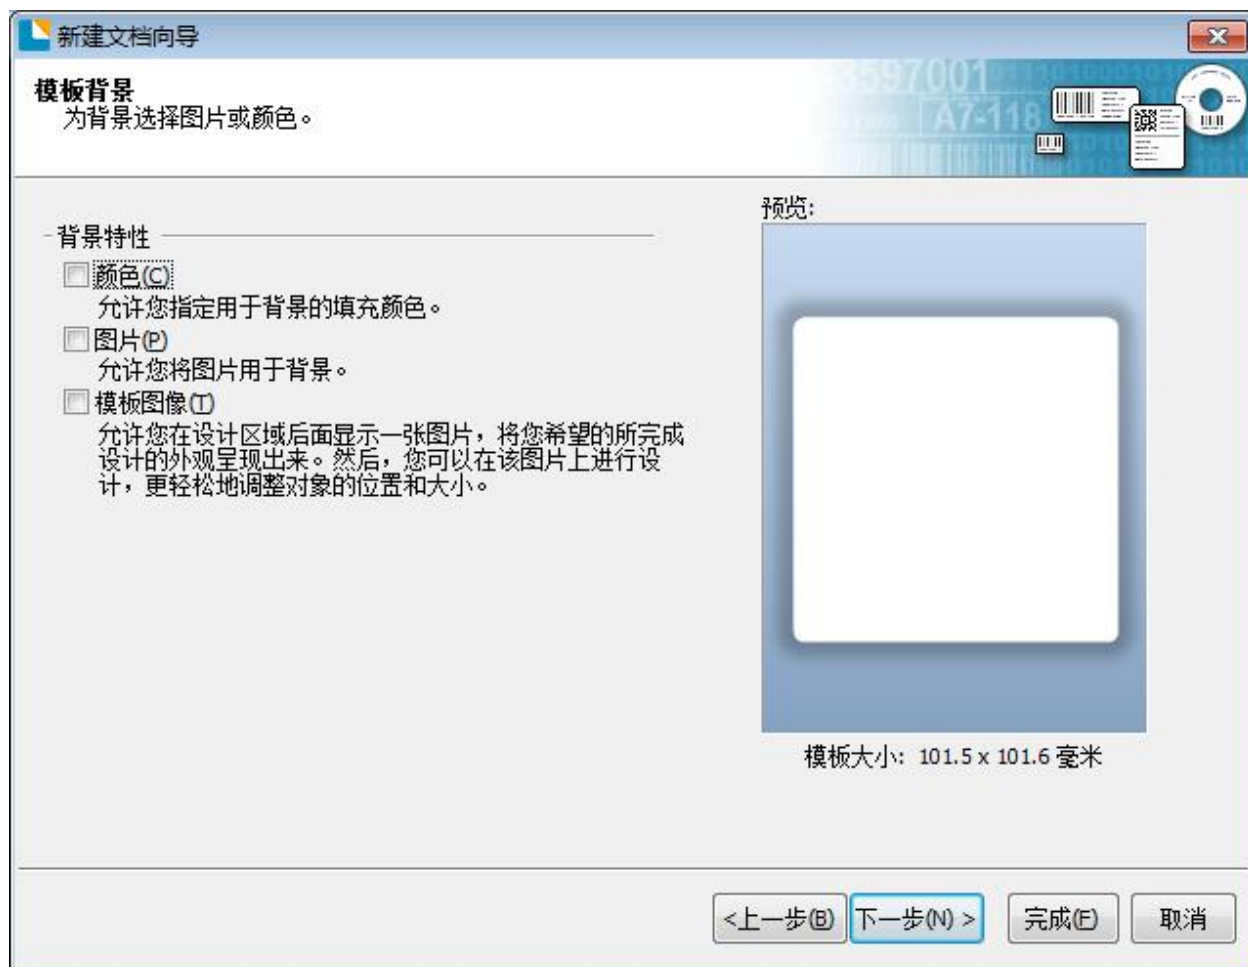 新建文档向导
模板背景
为背景选择图片或颜色。
3597001
A7-118
预览:
背景特性
颜色(C)
允许您指定用于背景的填充颜色。
图片(P)
允许您将图片用于背景。
模板图像(T)
允许您在设计区域后面显示一张图片，将您希望的所完成
设计的外观呈现出来。然后，您可以在该图片上进行设
计，更轻松地调整对象的位置和大小。
模板大小: 101.5 x 101.6 毫米
<上一步(B)
下一步(N) >
完成(F)
取消